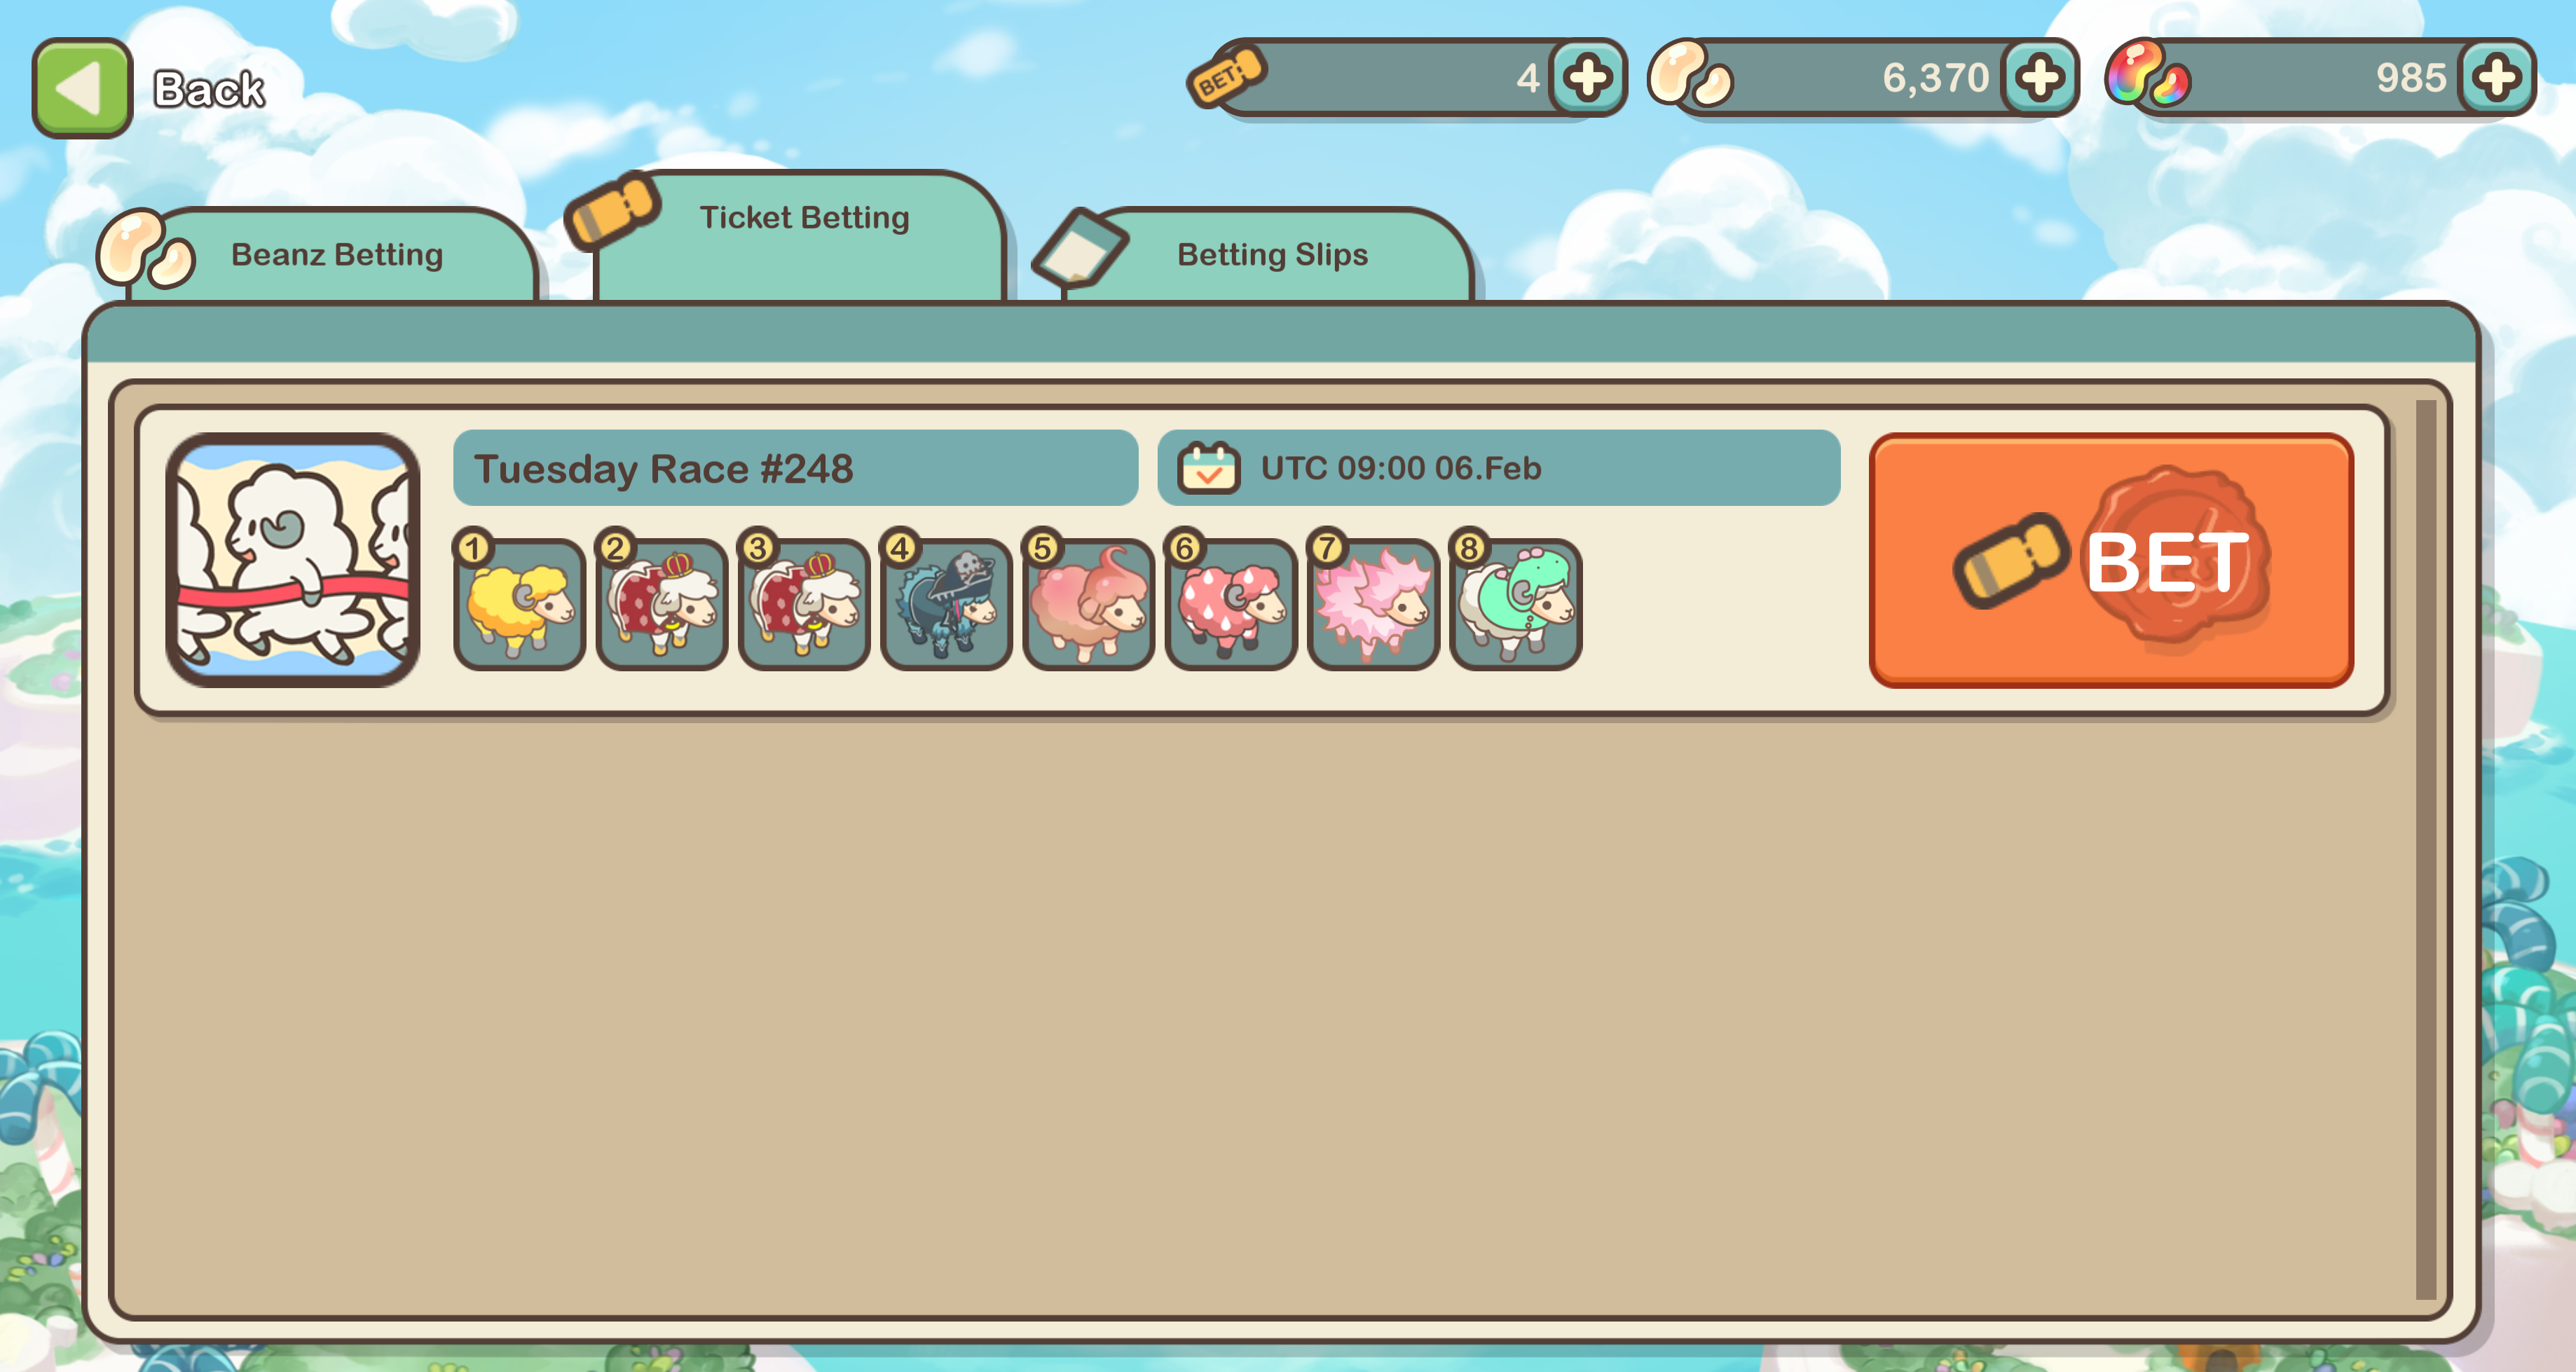 Back
BET
4
6,370
985
Beanz Betting
Ticket Betting
Betting Slips
Tuesday Race #248
UTC 09:00 06.Feb
1 2 3 4 5 6 7 8
BET